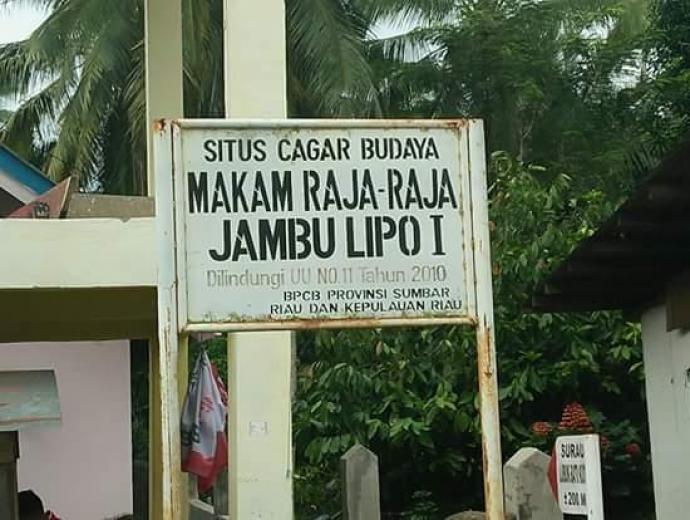 SITUS CAGAR BUDAYA
MAKAM RAJA-RAJA
JAMBU LIPO I
Dilindungi UU NO.11 Tahun 2010
BPCB PROVINSI SUMBAR
RIAU DAN KEPULAUAN RIAU
SURAU
± 200 M